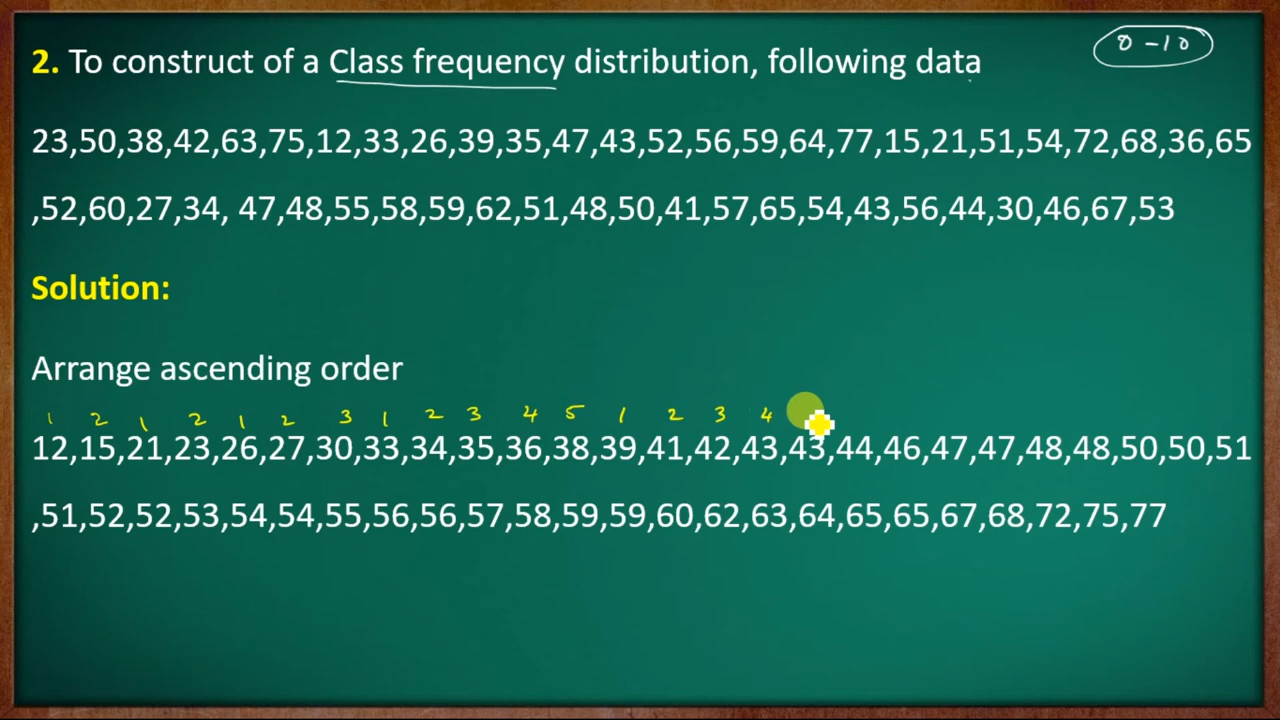 0-10
2. To construct of a Class frequency distribution, following data
23,50,38,42,63,75,12,33,26,39,35,47,43,52,56,59,64,77,15,21,51,54,72,68,36,65
,52,60,27,34, 47,48,55,58,59,62,51,48,50,41,57,65,54,43,56,44,30,46,67,53
Solution:
Arrange ascending order
1 2 1 2 1 2 3 1 2 3 4 5 1 2 3 4
12,15,21,23,26,27,30,33,34,35,36,38,39,41,42,43,43,44,46,47,47,48,48,50,50,51
,51,52,52,53,54,54,55,56,56,57,58,59,59,60,62,63,64,65,65,67,68,72,75,77